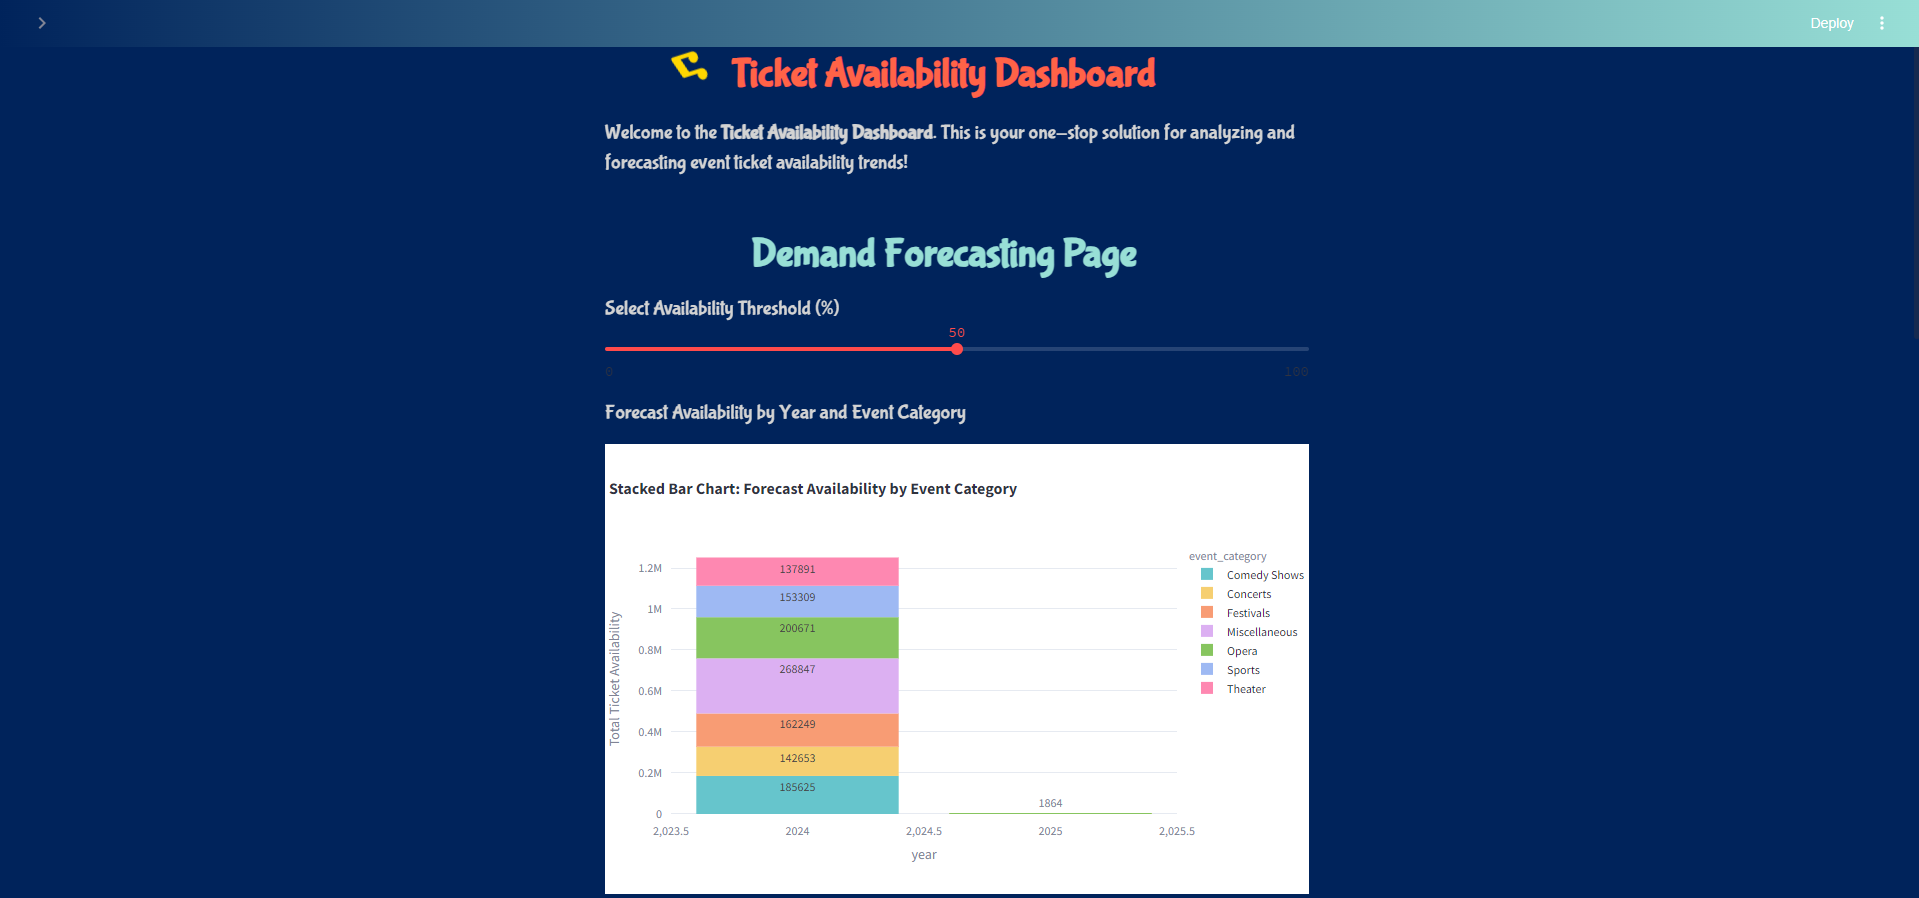 Deploy
Ticket Availability Dashboard
Welcome to the Ticket Availability Dashboard. This is your one-stop solution for analyzing and
forecasting event ticket availability trends!
Demand Forecasting Page
Select Availability Threshold (%)
50
0
100
Forecast Availability by Year and Event Category
Stacked Bar Chart: Forecast Availability by Event Category
Total Ticket Availability
1.2M
1M
0.8M
0.6M
0.4M
0.2M
0
137891
153309
200671
268847
162249
142653
185625
1864
2,023.5
2024
2,024.5
2025
2,025.5
year
event_category
Comedy Shows
Concerts
Festivals
Miscellaneous
Opera
Sports
Theater